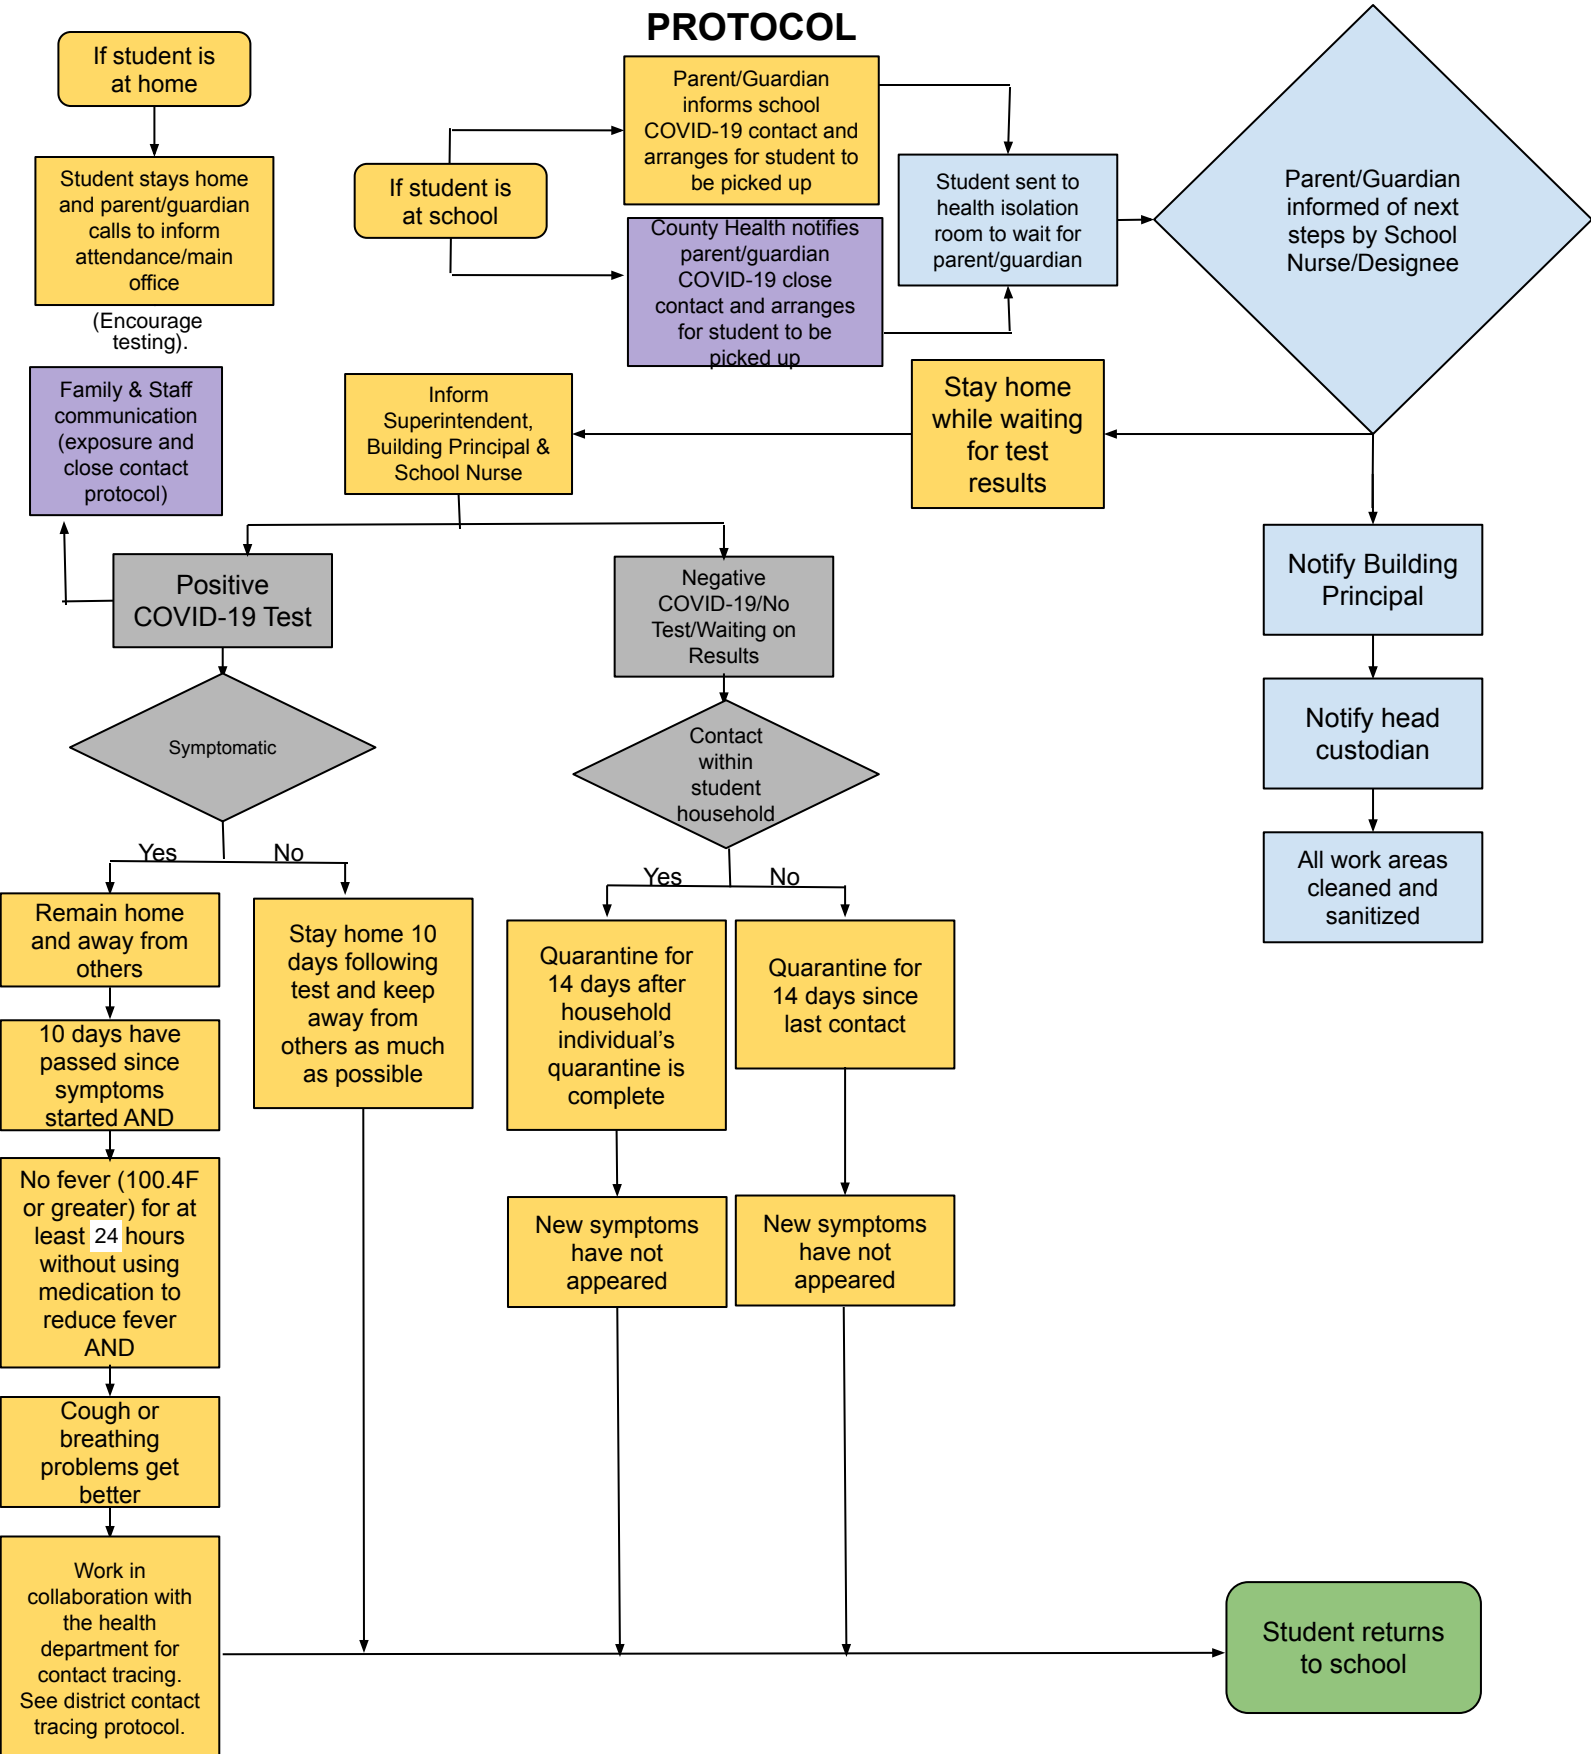 PROTOCOL
If student is
at home
Student stays home
and parent/guardian
calls to inform
attendance/main
office
(Encourage
testing).
If student is
at school
Parent/Guardian
informs school
COVID-19 contact and
arranges for student to
be picked up
County Health notifies
parent/guardian
COVID-19 close
contact and arranges
for student to be
picked up
Student sent to
health isolation
room to wait for
parent/guardian
Parent/Guardian
informed of next
steps by School
Nurse/Designee
Family & Staff
communication
(exposure and
close contact
protocol)
Inform
Superintendent,
Building Principal &
School Nurse
Stay home
while waiting
for test
results
Positive
COVID-19 Test
Negative
COVID-19/No
Test/Waiting on
Results
Notify Building
Principal
Notify head
custodian
All work areas
cleaned and
sanitized
Symptomatic
Contact
within
student
household
Yes
No
Yes
No
Remain home
and away from
others
10 days have
passed since
symptoms
started AND
No fever (100.4F
or greater) for at
least 24 hours
without using
medication to
reduce fever
AND
Cough or
breathing
problems get
better
Work in
collaboration with
the health
department for
contact tracing.
See district contact
tracing protocol.
Stay home 10
days following
test and keep
away from
others as much
as possible
Quarantine for
14 days after
household
individual’s
quarantine is
complete
New symptoms
have not
appeared
Quarantine for
14 days since
last contact
New symptoms
have not
appeared
Student returns
to school